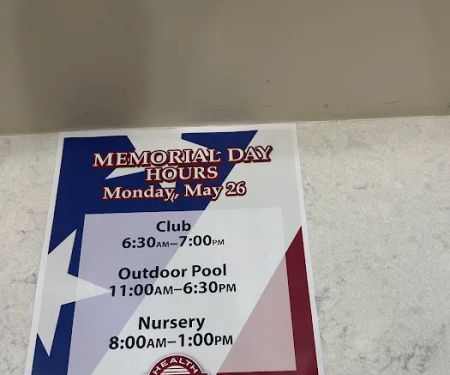 MEMORIAL DAY
HOURS
Monday, May 26
Club
6:30AM–7:00PM
Outdoor Pool
11:00AM–6:30PM
Nursery
8:00AM–1:00PM
HEALTH